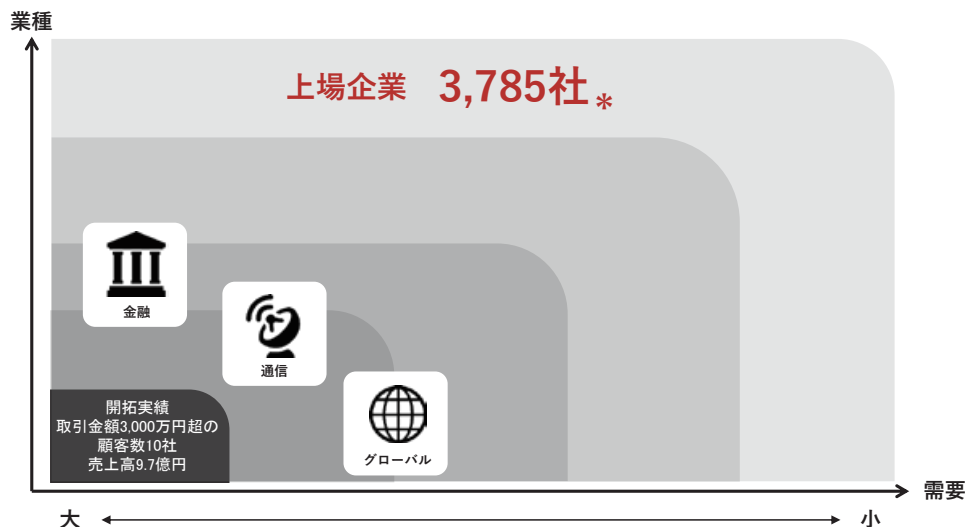 業種
上場企業 3,785社*
金融
通信
グローバル
開拓実績
取引金額3,000万円超の
顧客数10社
売上高9.7億円
需要
大
小